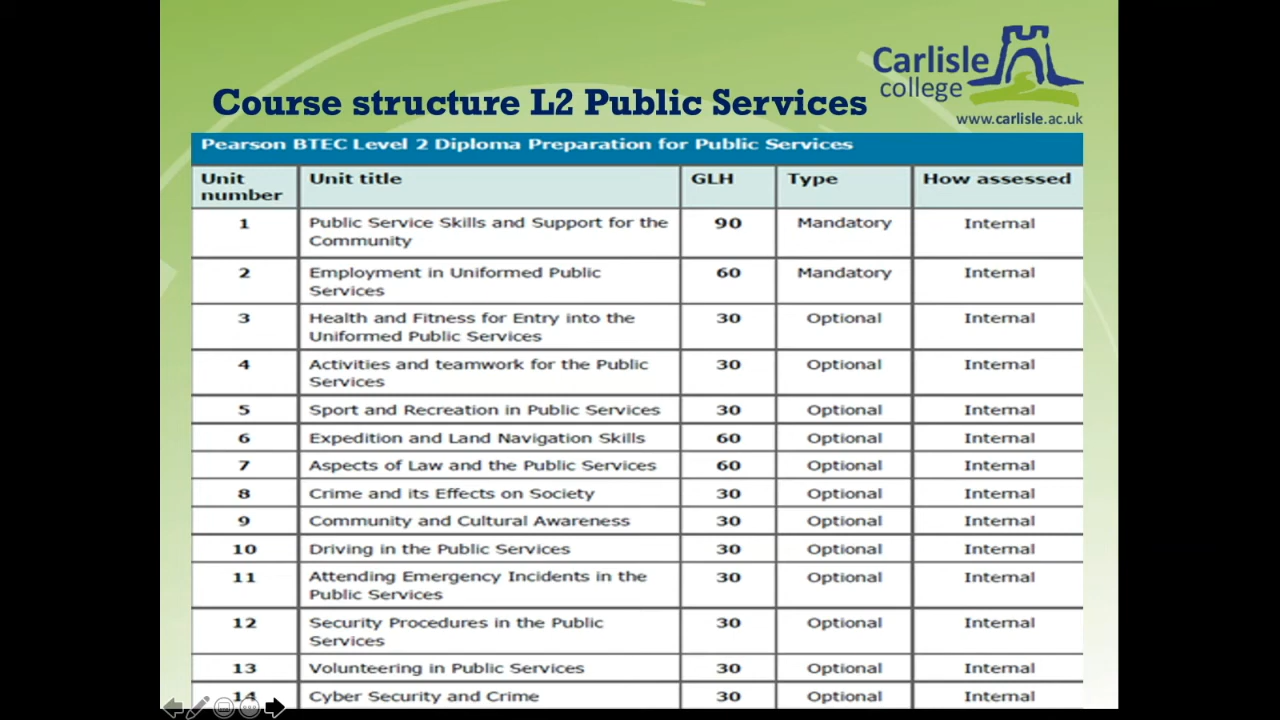 Carlisle
college
www.carlisle.ac.uk
Course structure L2 Public Services
Pearson BTEC Level 2 Diploma Preparation for Public Services
Unit number Unit title GLH Type How assessed
1 Public Service Skills and Support for the Community 90 Mandatory Internal
2 Employment in Uniformed Public Services 60 Mandatory Internal
3 Health and Fitness for Entry into the Uniformed Public Services 30 Optional Internal
4 Activities and teamwork for the Public Services 30 Optional Internal
5 Sport and Recreation in Public Services 30 Optional Internal
6 Expedition and Land Navigation Skills 60 Optional Internal
7 Aspects of Law and the Public Services 60 Optional Internal
8 Crime and its Effects on Society 30 Optional Internal
9 Community and Cultural Awareness 30 Optional Internal
10 Driving in the Public Services 30 Optional Internal
11 Attending Emergency Incidents in the Public Services 30 Optional Internal
12 Security Procedures in the Public Services 30 Optional Internal
13 Volunteering in Public Services 30 Optional Internal
14 Cyber Security and Crime 30 Optional Internal